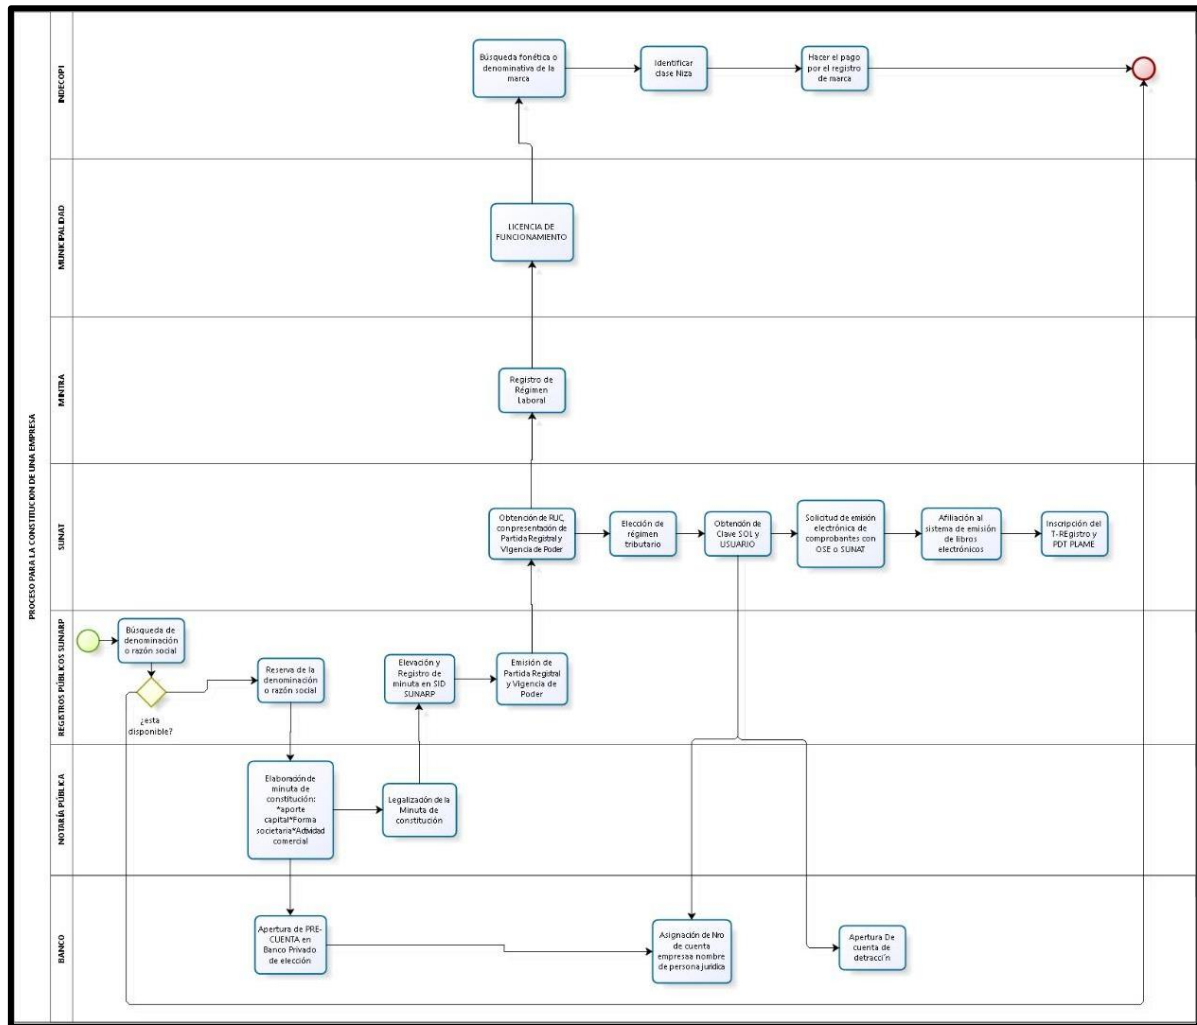 PROCESO PARA LA CONSTITUCION DE UNA EMPRESA
INDECOPI
Búsqueda fonética o
denominativa de la
marca
Identificar
clase Niza
Hacer el pago
por el registro
de marca
MUNICIPALIDAD
LICENCIA DE
FUNCIONAMIENTO
MINTRA
Registro de
Régimen
Laboral
SUNAT
Obtención de RUC,
con presentación de
Partida Registral y
Vigencia de Poder
Elección de
régimen
tributario
Obtención de
Clave SOL y
USUARIO
Solicitud de emisión
electrónica de
comprobantes con
OSE o SUNAT
Afiliación al
sistema de emisión
de libros
electrónicos
Inscripción del
T-REgistro y
PDT PLAME
REGISTROS PÚBLICOS SUNARP
Búsqueda de
denominación
o razón social
¿esta
disponible?
Reserva de la
denominación
o razón social
Elevación y
Registro de
minuta en SID
SUNARP
Emisión de
Partida Registral
y Vigencia de
Poder
NOTARÍA PÚBLICA
Elaboración de
minuta de
constitución:
*aporte
capital*Forma
societaria*Actividad
comercial
Legalización de la
Minuta de
constitución
BANCO
Apertura de PRE-
CUENTA en
Banco Privado
de elección
Asignación de Nro
de cuenta
empresa a nombre
de persona jurídica
Apertura De
cuenta de
detracci´n